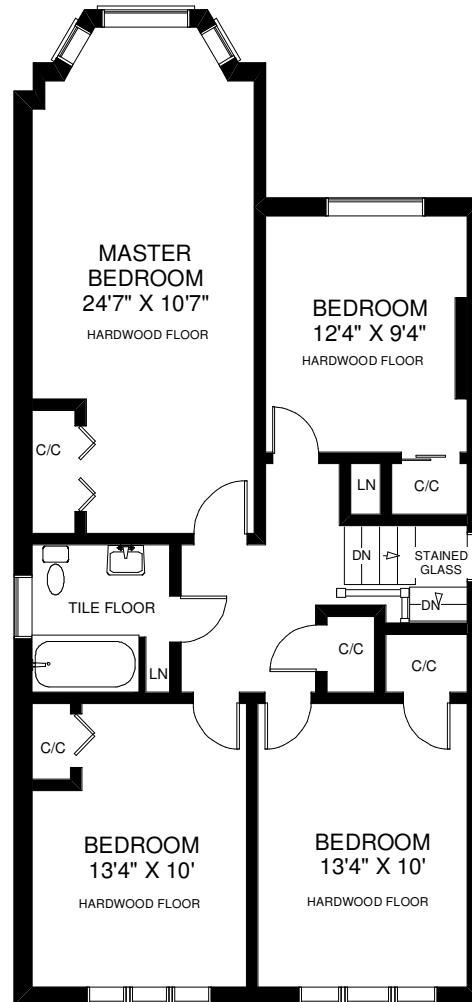 MASTER
BEDROOM
24'7" X 10'7"
HARDWOOD FLOOR
BEDROOM
12'4" X 9'4"
HARDWOOD FLOOR
C/C
LN
C/C
DN
STAINED
GLASS
DN
TILE FLOOR
LN
C/C
C/C
C/C
BEDROOM
13'4" X 10'
HARDWOOD FLOOR
BEDROOM
13'4" X 10'
HARDWOOD FLOOR